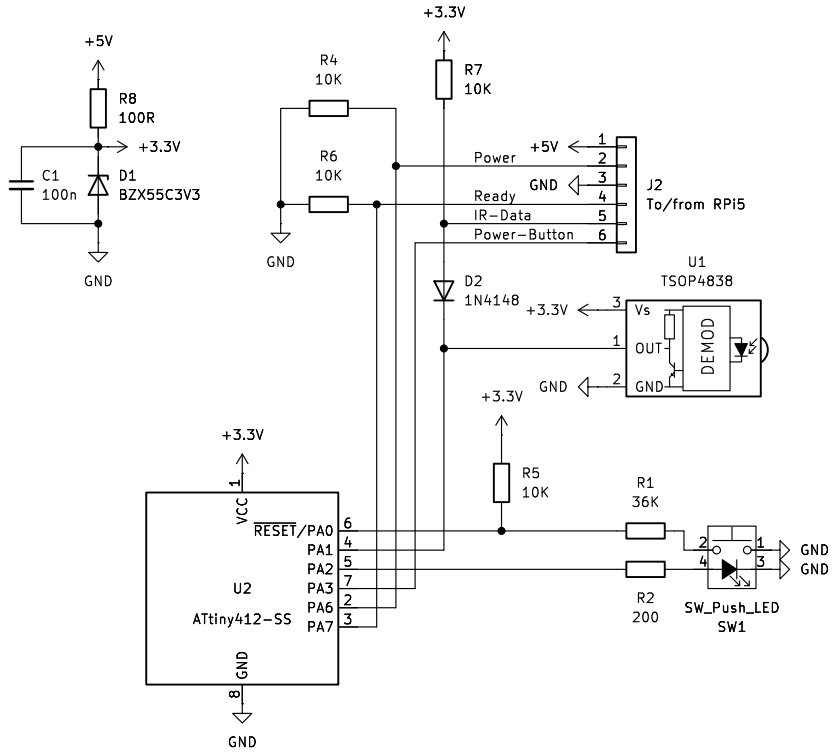 +3.3V
+5V
R8
100R
+3.3V
C1
100n
D1
BZX55C3V3
GND
R4
10K
R6
10K
GND
R7
10K
+5V
Power
GND
Ready
IR-Data
Power-Button
1
2
3
4
5
6
J2
To/from RPi5
D2
1N4148
U1
TSOP4838
+3.3V
3
Vs
1
OUT
DEMOD
GND
2
GND
+3.3V
R5
10K
+3.3V
1
VCC
RESET/PA0
6
PA1
4
PA2
5
PA3
7
PA6
2
PA7
3
U2
ATtiny412-SS
GND
8
GND
R1
36K
R2
200
2
1
GND
4
3
GND
SW_Push_LED
SW1